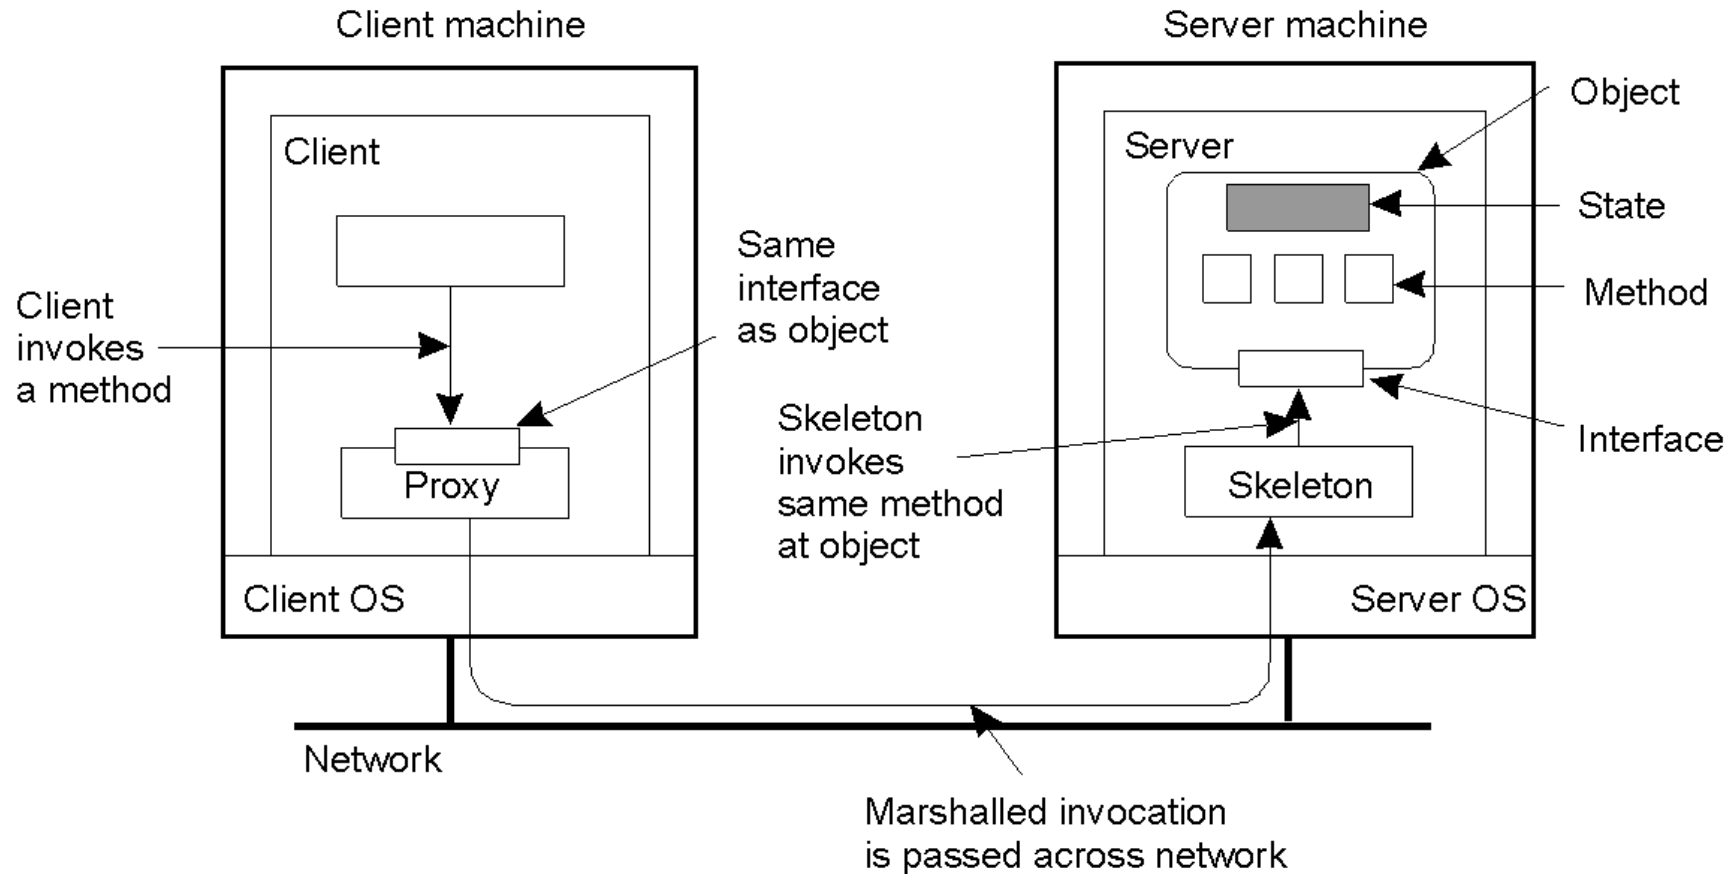 Client machine
Server machine
Client
Server
Object
State
Method
Interface
Same
interface
as object
Client
invokes
a method
Proxy
Skeleton
invokes
same method
at object
Skeleton
Client OS
Server OS
Network
Marshalled invocation
is passed across network